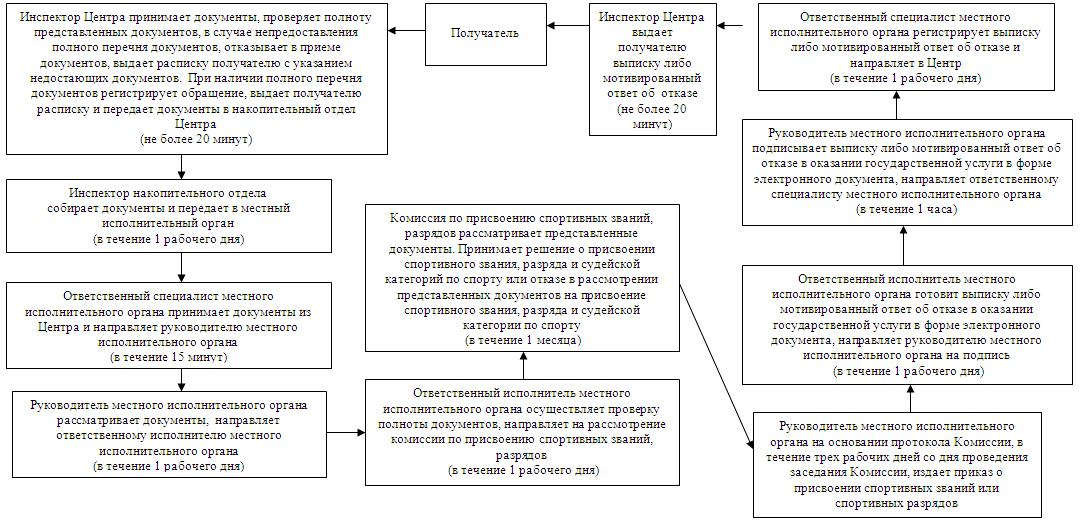 Инспектор Центра принимает документы, проверяет полноту
представленных документов, в случае непредоставления
полного перечня документов, отказывает в приеме
документов, выдает расписку получателю с указанием
недостающих документов. При наличии полного перечня
документов регистрирует обращение, выдает получателю
расписку и передает документы в накопительный отдел
Центра
(не более 20 минут)
Получатель
Инспектор Центра
выдает
получателю
выписку либо
мотивированный
ответ об отказе
(не более 20
минут)
Ответственный специалист местного
исполнительного органа регистрирует выписку
либо мотивированный ответ об отказе и
направляет в Центр
(в течение 1 рабочего дня)
Руководитель местного исполнительного органа
подписывает выписку либо мотивированный ответ об
отказе в оказании государственной услуги в форме
электронного документа, направляет ответственному
специалисту местного исполнительного органа
(в течение 1 часа)
Инспектор накопительного отдела
собирает документы и передает в местный
исполнительный орган
(в течение 1 рабочего дня)
Комиссия по присвоению спортивных званий,
разрядов рассматривает представленные
документы. Принимает решение о присвоении
спортивного звания, разряда и судейской
категорий по спорту или отказе в рассмотрении
представленных документов на присвоение
спортивного звания, разряда и судейской
категории по спорту
(в течение 1 месяца)
Ответственный исполнитель местного
исполнительного органа готовит выписку либо
мотивированный ответ об отказе в оказании
государственной услуги в форме электронного
документа, направляет руководителю местного
исполнительного органа на подпись
(в течение 1 рабочего дня)
Ответственный специалист местного
исполнительного органа принимает документы из
Центра и направляет руководителю местного
исполнительного органа
(в течение 15 минут)
Руководитель местного исполнительного органа
рассматривает документы, направляет
ответственному исполнителю местного
исполнительного органа
(в течение 1 рабочего дня)
Ответственный исполнитель местного
исполнительного органа осуществляет проверку
полноты документов, направляет на рассмотрение
комиссии по присвоению спортивных званий,
разрядов
(в течение 1 рабочего дня)
Руководитель местного исполнительного
органа на основании протокола Комиссии, в
течение трех рабочих дней со дня проведения
заседания Комиссии, издает приказ о
присвоении спортивных званий или
спортивных разрядов